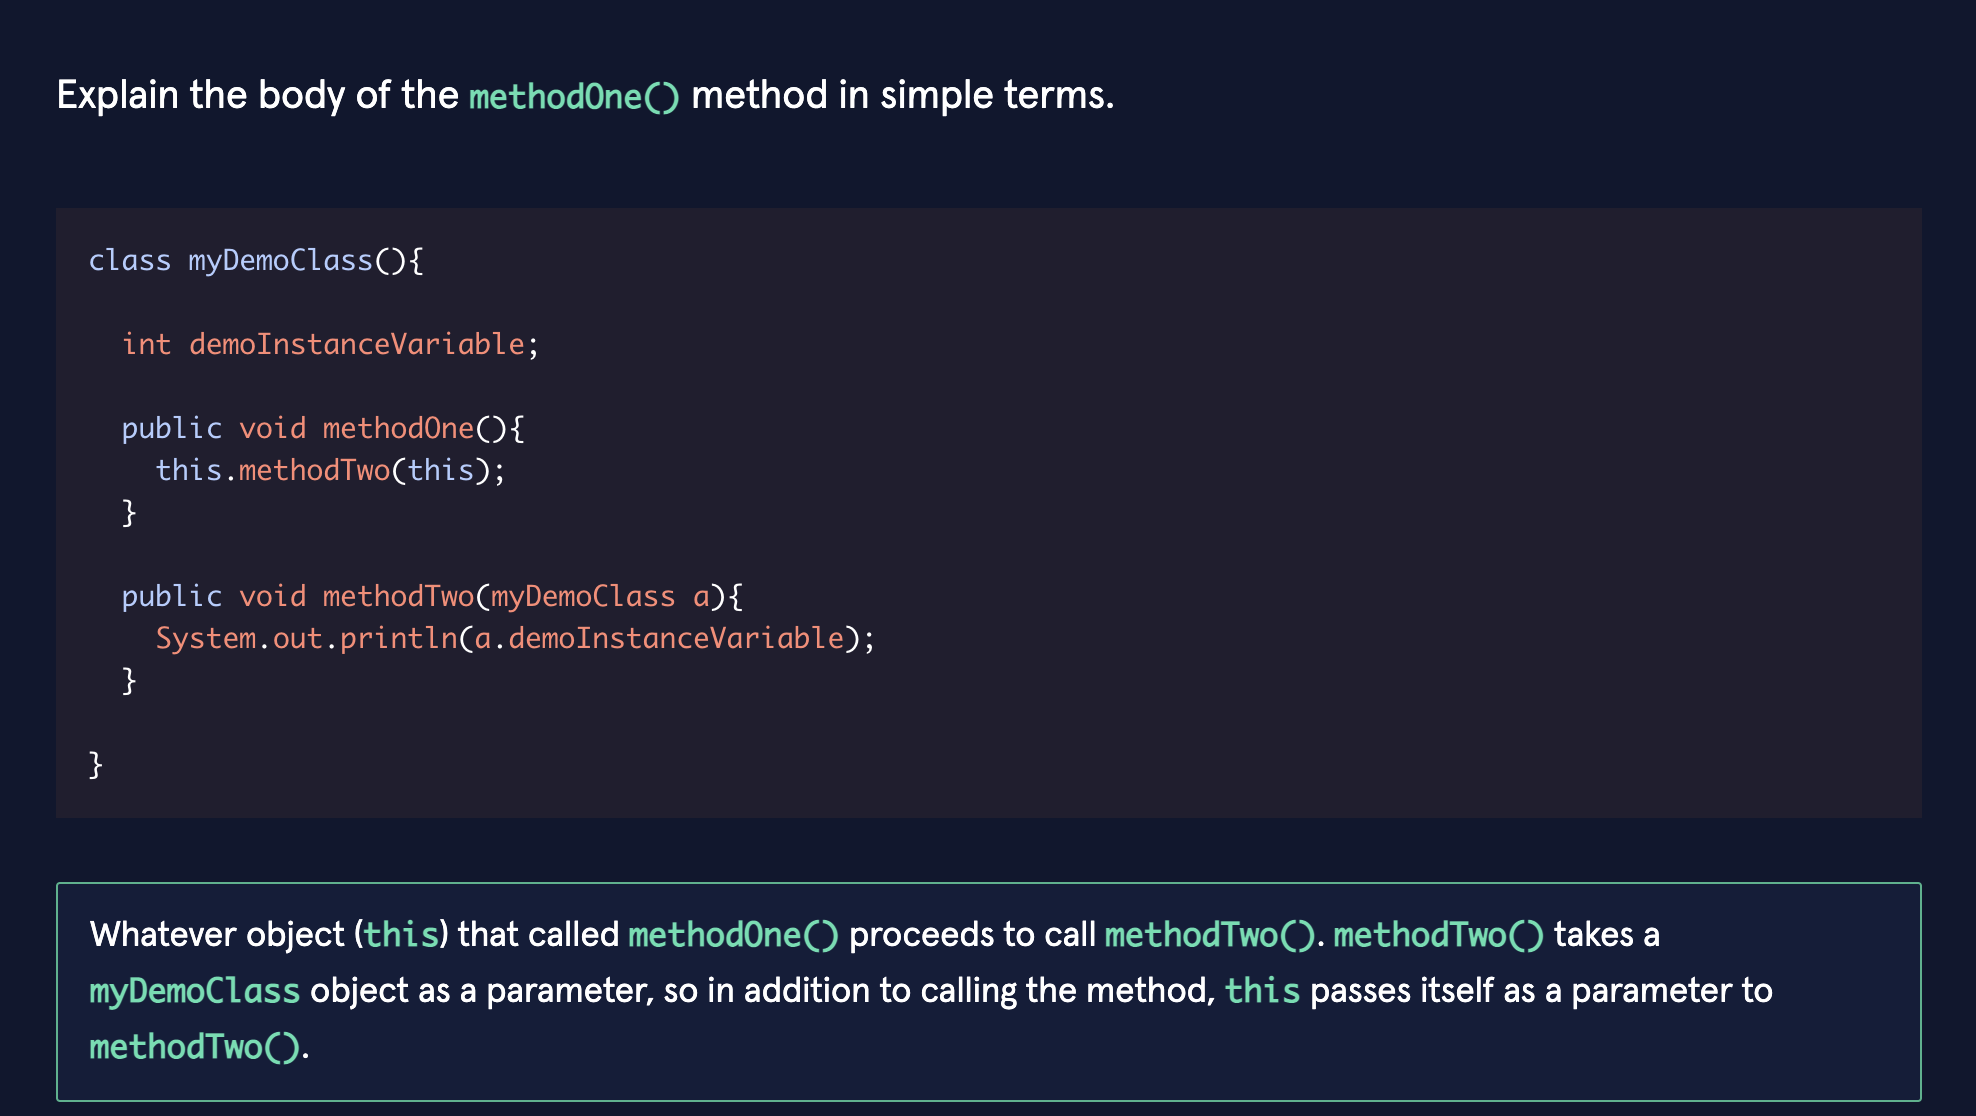 Explain the body of the methodOne() method in simple terms.
class myDemoClass(){
int demoInstanceVariable;
public void methodOne(){
this.methodTwo(this);
}
public void methodTwo(myDemoClass a){
System.out.println(a.demoInstanceVariable);
}
}
Whatever object (this) that called methodOne() proceeds to call methodTwo(). methodTwo() takes a
myDemoClass object as a parameter, so in addition to calling the method, this passes itself as a parameter to
methodTwo().